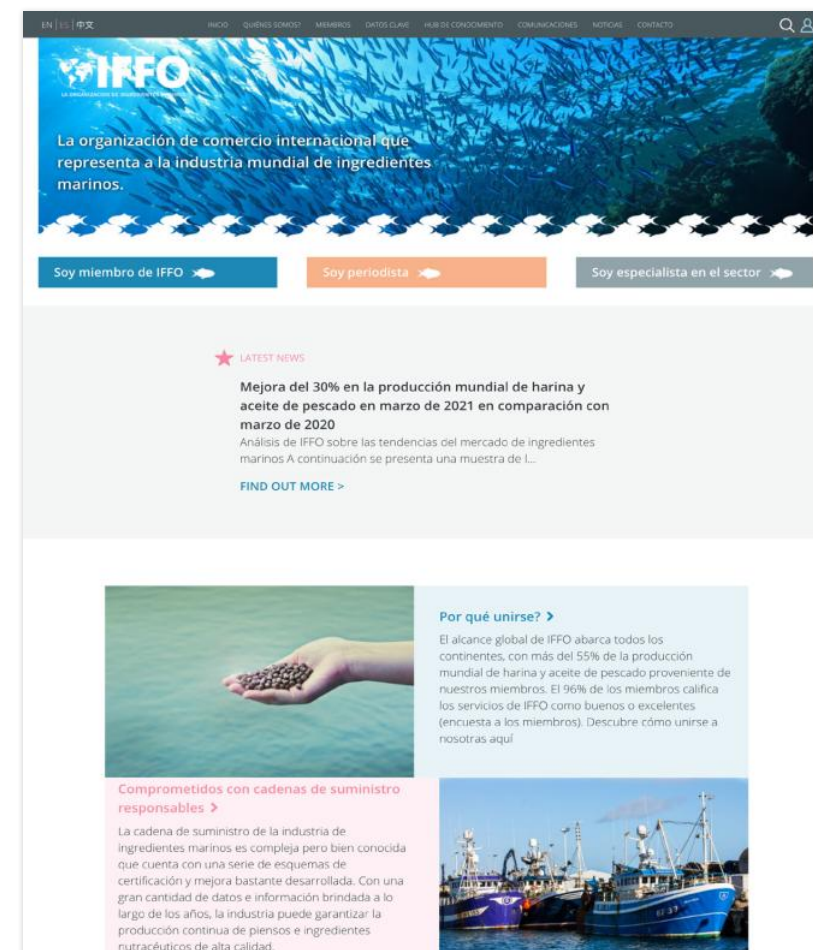 EN | ES | 中文
INICIO QUIÉNES SOMOS? MIEMBROS DATOS CLAVE HUB DE CONOCIMIENTO COMUNICACIONES NOTICIAS CONTACTO
IFFO
LA ORGANIZACIÓN DE INGREDIENTES
La organización de comercio internacional que
representa a la industria mundial de ingredientes
marinos.
Soy miembro de IFFO
Soy periodista
Soy especialista en el sector
LATEST NEWS
Mejora del 30% en la producción mundial de harina y
aceite de pescado en marzo de 2021 en comparación con
marzo de 2020
Análisis de IFFO sobre las tendencias del mercado de ingredientes
marinos A continuación se presenta una muestra de l...
FIND OUT MORE >
Por qué unirse? >
El alcance global de IFFO abarca todos los
continentes, con más del 55% de la producción
mundial de harina y aceite de pescado proveniente de
nuestros miembros. El 96% de los miembros califica
los servicios de IFFO como buenos o excelentes
(encuesta a los miembros). Descubre cómo unirse a
nosotras aquí
Comprometidos con cadenas de suministro
responsables >
La cadena de suministro de la industria de
ingredientes marinos es compleja pero bien conocida
que cuenta con una serie de esquemas de
certificación y mejora bastante desarrollada. Con una
gran cantidad de datos e información brindada a lo
largo de los años, la industria puede garantizar la
producción continua de piensos e ingredientes
nutracéuticos de alta calidad.